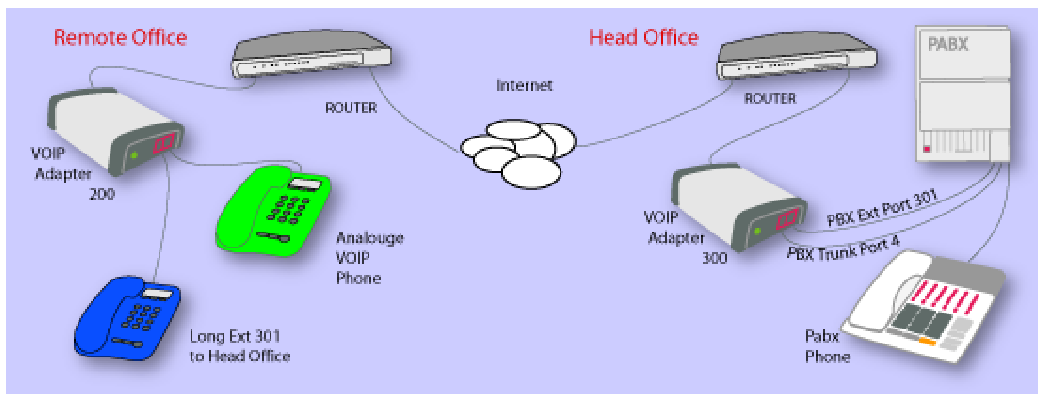 Remote Office
Head Office
PABX
Internet
ROUTER
ROUTER
VOIP
Adapter
200
PBX Ext Port 301
VOIP
Adapter
300
PBX Trunk Port 4
Analouge
VOIP
Phone
Long Ext 301
to Head Office
Pabx
Phone